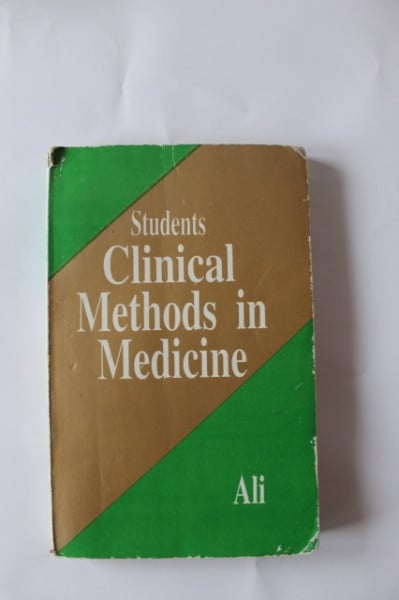 Students
Clinical
Methods in
Medicine
Ali